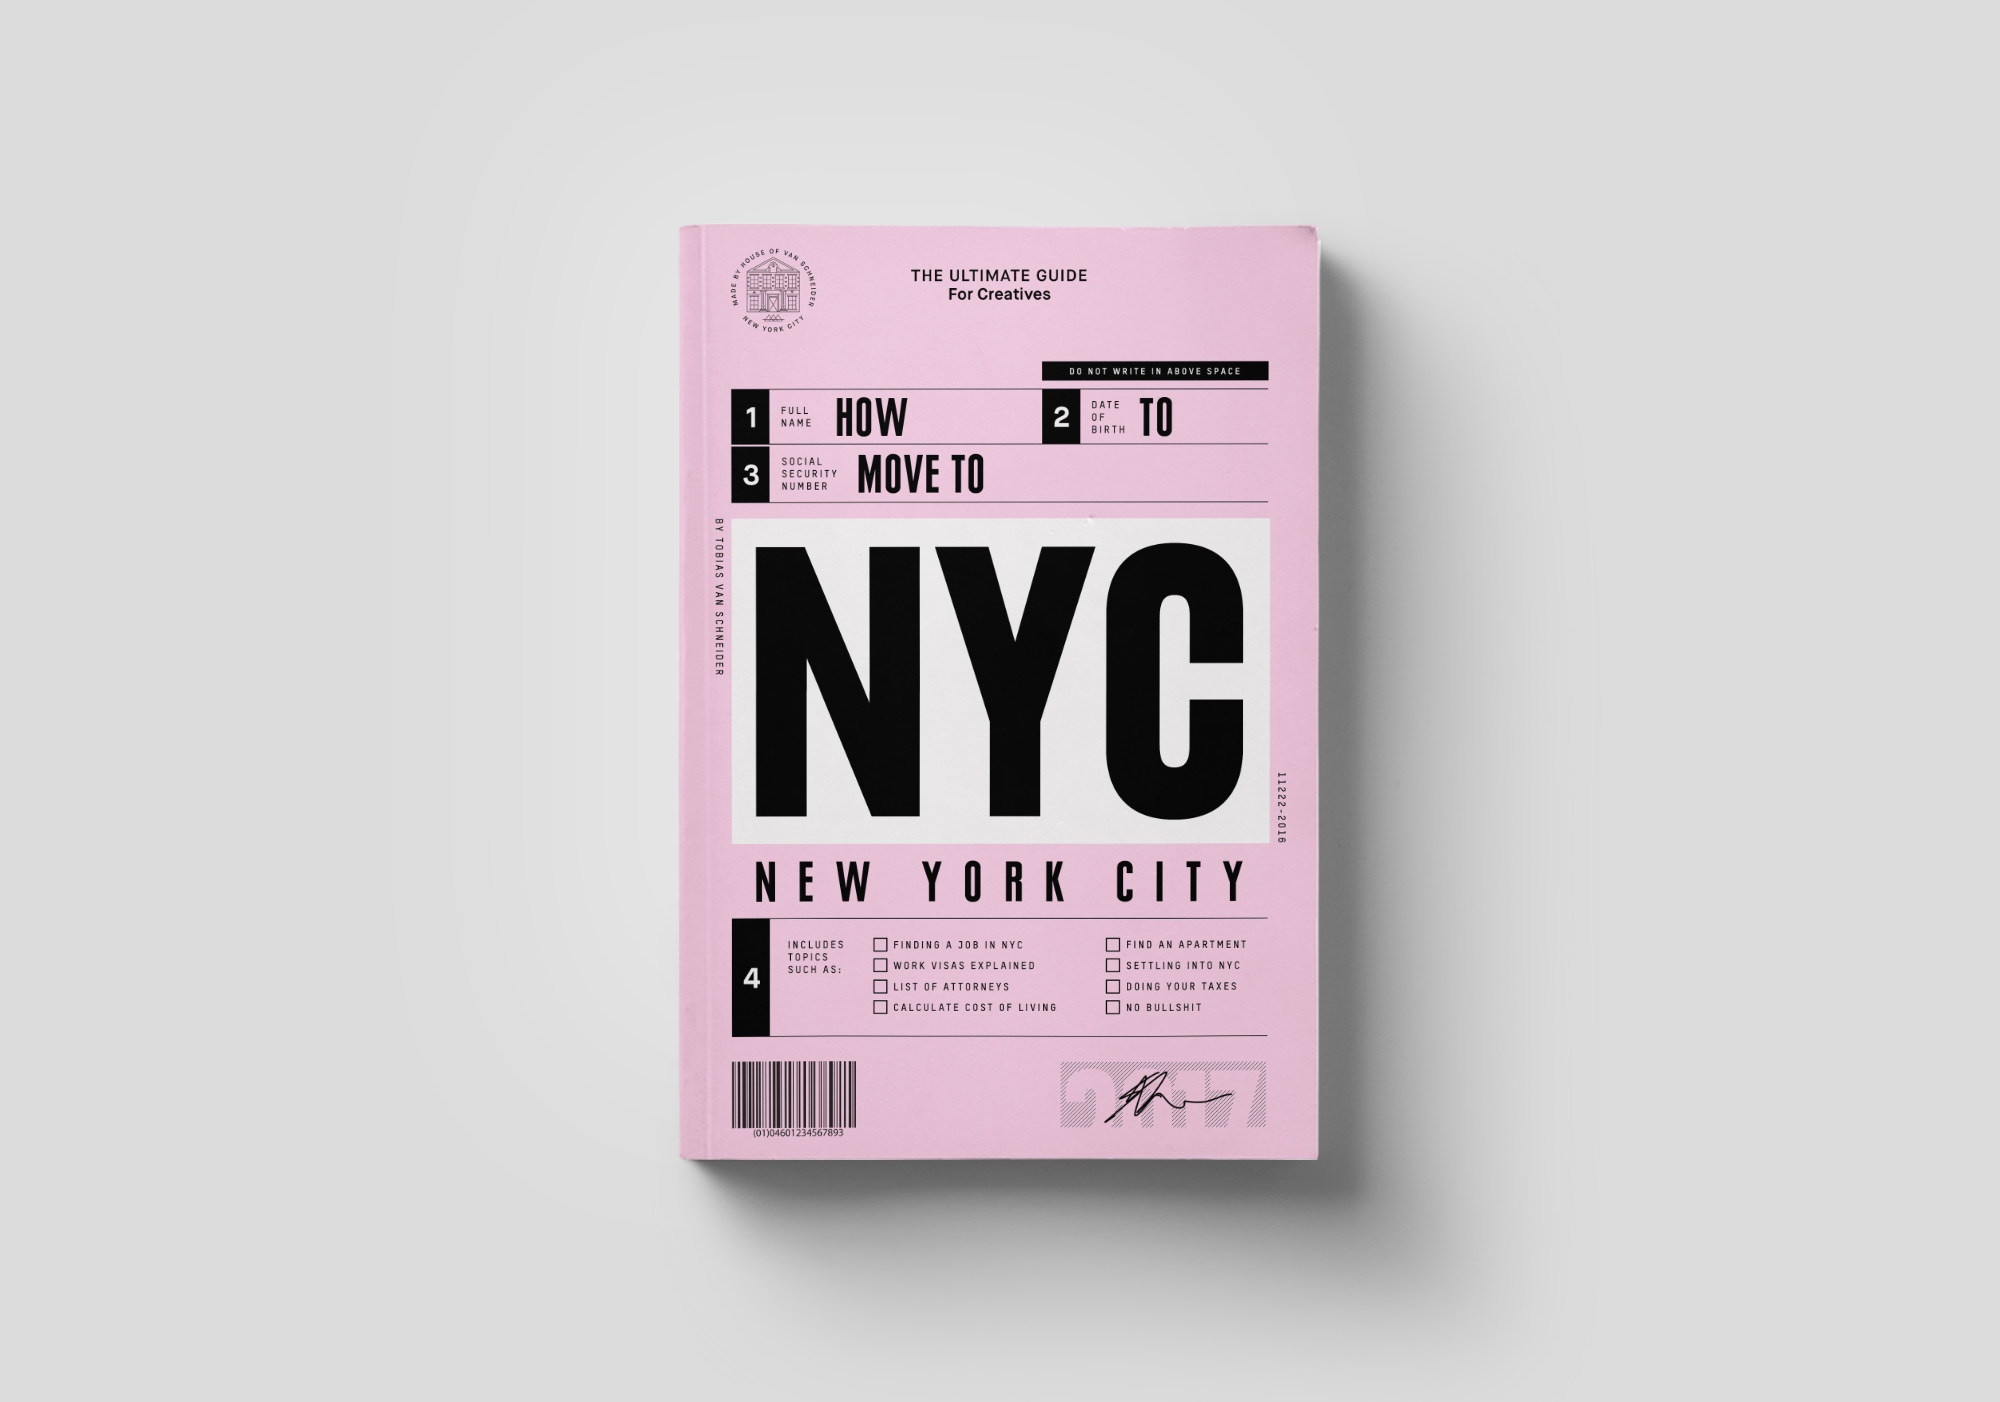 MADE BY HOUSE OF VAN SCHNEIDER
NEW YORK CITY
THE ULTIMATE GUIDE
For Creatives
DO NOT WRITE IN ABOVE SPACE
1 FULL NAME HOW
2 DATE OF BIRTH TO
3 SOCIAL SECURITY NUMBER MOVE TO
BY TOBIAS VAN SCHNEIDER
NYC
11222-2016
NEW YORK CITY
4
INCLUDES
TOPICS
SUCH AS:
FINDING A JOB IN NYC
WORK VISAS EXPLAINED
LIST OF ATTORNEYS
CALCULATE COST OF LIVING
FIND AN APARTMENT
SETTLING INTO NYC
DOING YOUR TAXES
NO BULLSHIT
(01)04601234567893
2017